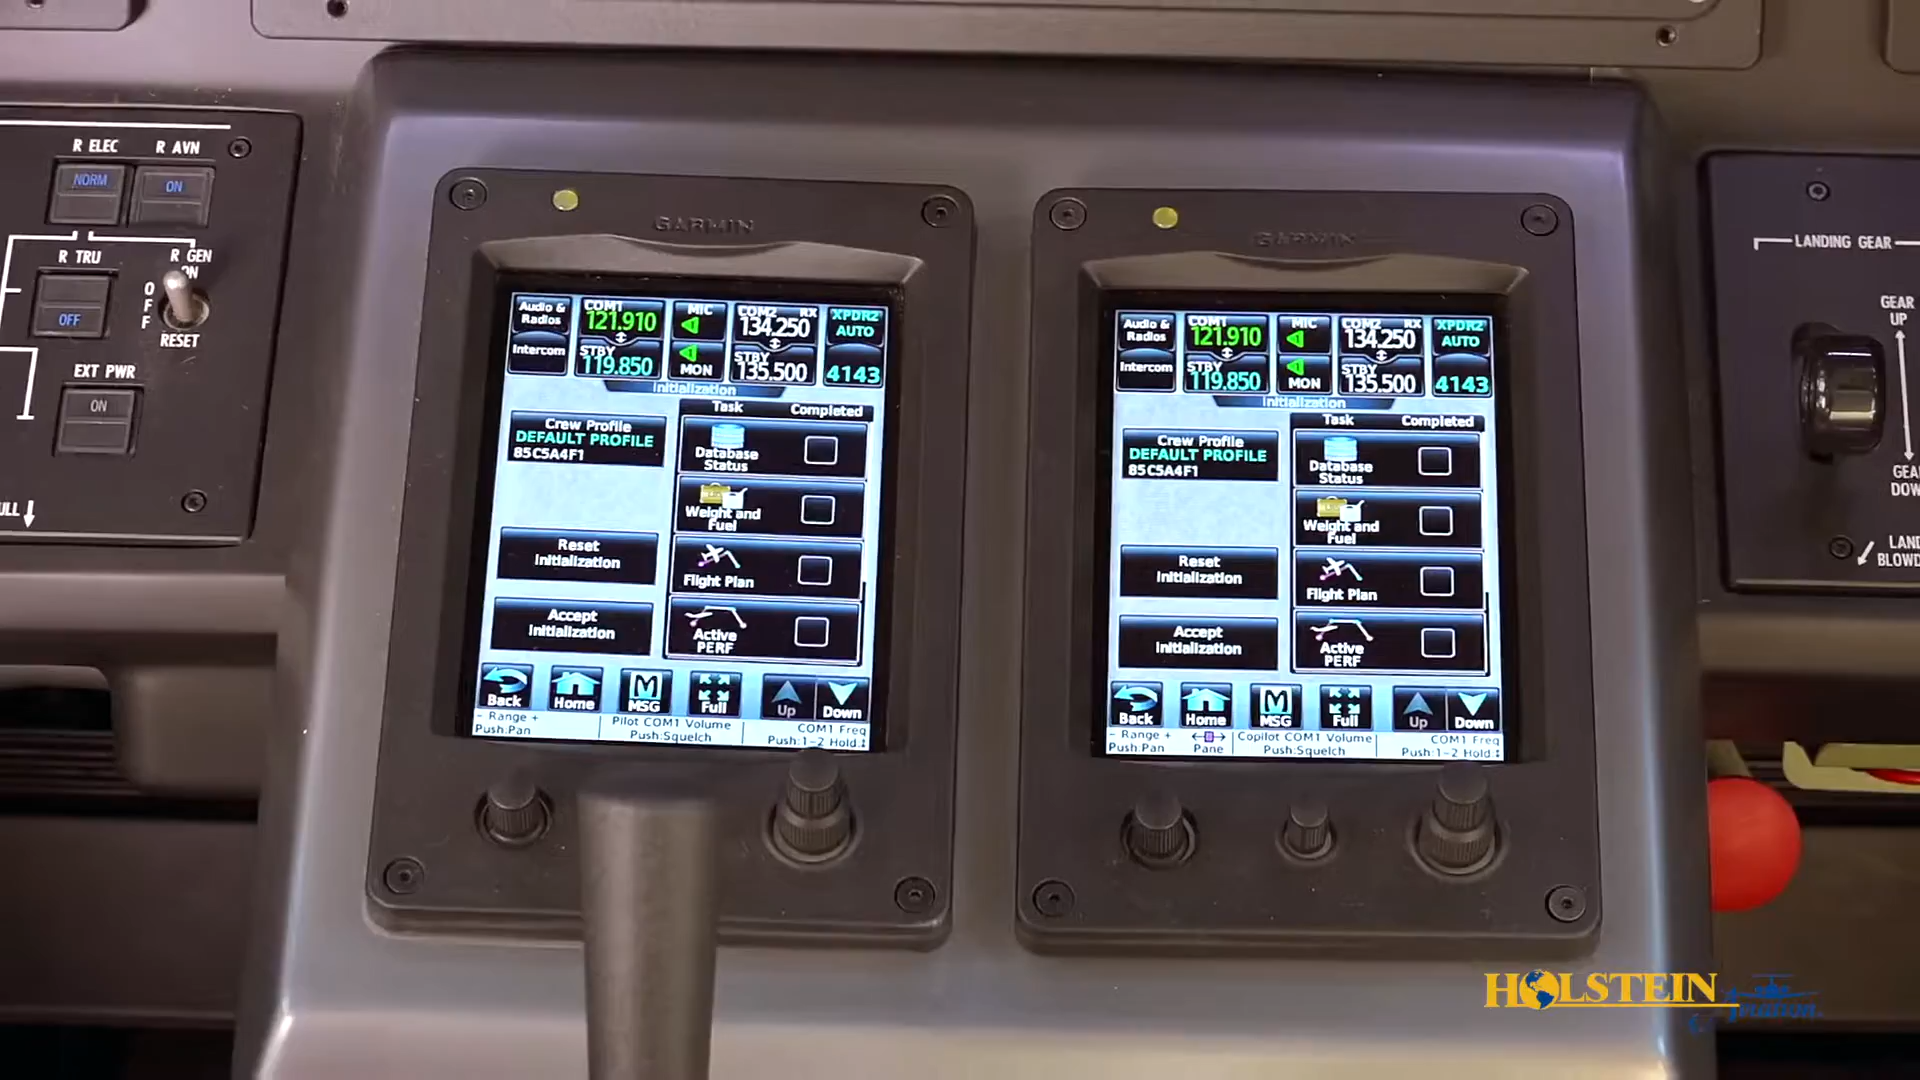 R ELEC
R AVN
NORM
ON
R TRU
R GEN
ON
OFF
OFF
RESET
EXT PWR
ON
GARMIN
Audio &
Radios
Intercom
COM1
121.910
STBY
119.850
MIC
MON
COM2 RX
134.250
STBY
135.500
XPDR2
AUTO
4143
Initialization
Task
Completed
Crew Profile
DEFAULT PROFILE
85C5A4F1
Database
Status
Weight and
Fuel
Reset
Initialization
Flight Plan
Accept
Initialization
Active
PERF
Back
Home
MSG
Full
Up
Down
- Range +
Push:Pan
Pilot COM1 Volume
Push:Squelch
COM1 Freq
Push:1-2 Hold:↕
GARMIN
Audio &
Radios
Intercom
COM1
121.910
STBY
119.850
MIC
MON
COM2 RX
134.250
STBY
135.500
XPDR2
AUTO
4143
Initialization
Task
Completed
Crew Profile
DEFAULT PROFILE
85C5A4F1
Database
Status
Weight and
Fuel
Reset
Initialization
Flight Plan
Accept
Initialization
Active
PERF
Back
Home
MSG
Full
Up
Down
- Range +
Push:Pan
Pane
Copilot COM1 Volume
Push:Squelch
COM1 Freq
Push:1-2 Hold:↕
LANDING GEAR
GEAR
UP
HOLSTEIN
Aviation